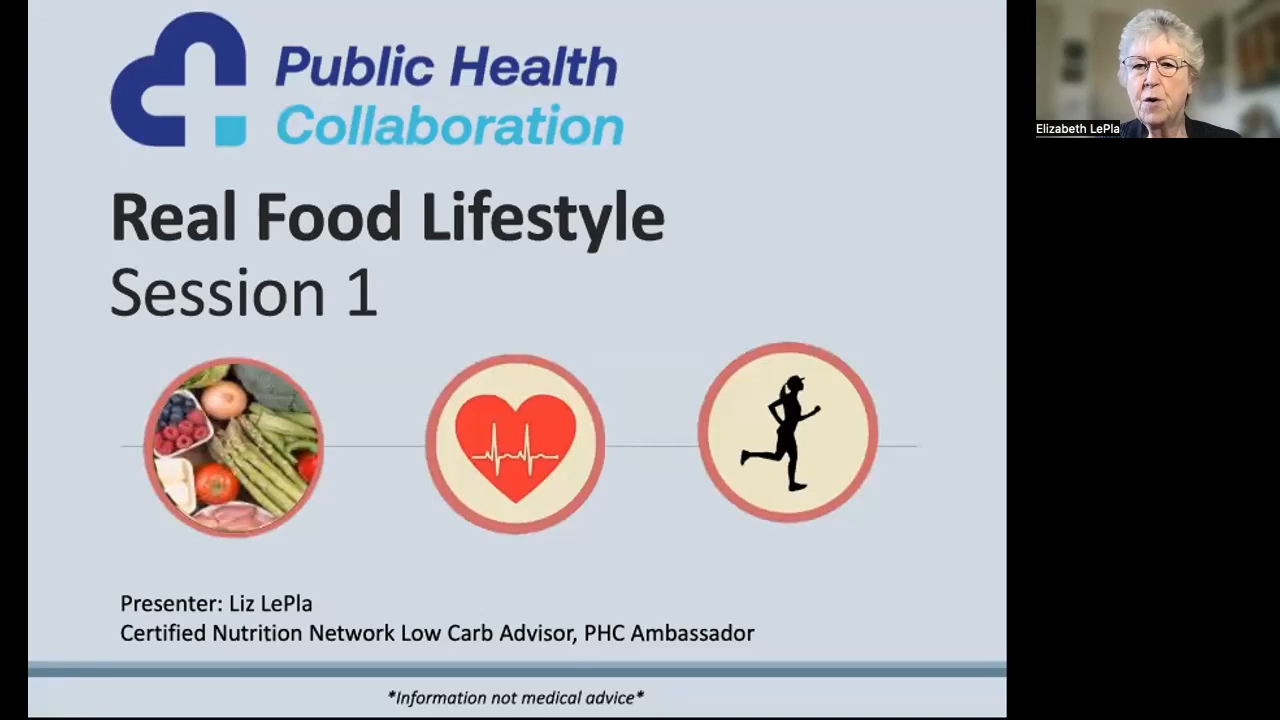 Public Health
Collaboration
Real Food Lifestyle
Session 1
Presenter: Liz LePla
Certified Nutrition Network Low Carb Advisor, PHC Ambassador
*Information not medical advice*
Elizabeth LePla